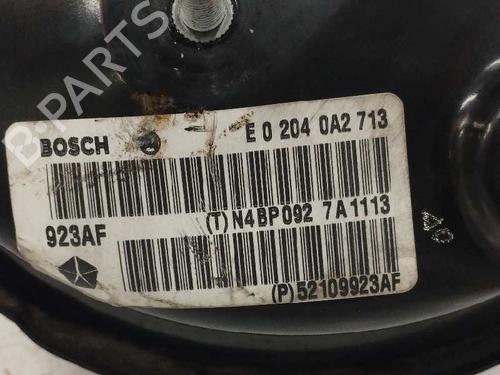 B-PARTS
BOSCH E 0 204 0A2 713
923AF (T)N4BP092 7A1113
(P)52109923AF